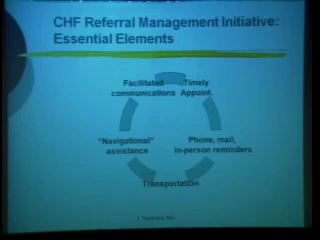 CHF Referral Management Initiative:
Essential Elements
Facilitated
communications
Timely
Appoint.
"Navigational"
assistance
Phone, mail,
in-person reminders
Transportation